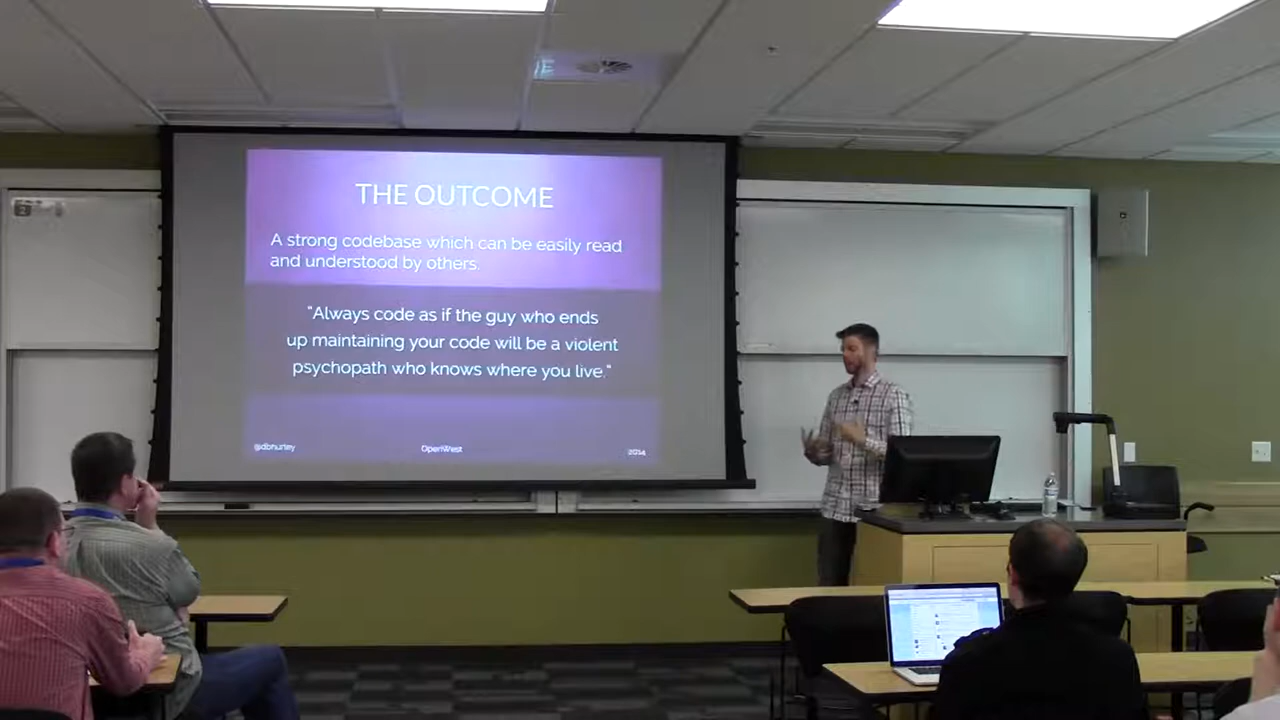 THE OUTCOME
A strong codebase which can be easily read
and understood by others.
"Always code as if the guy who ends
up maintaining your code will be a violent
psychopath who knows where you live."
@dbhurley
OpenWest
2014